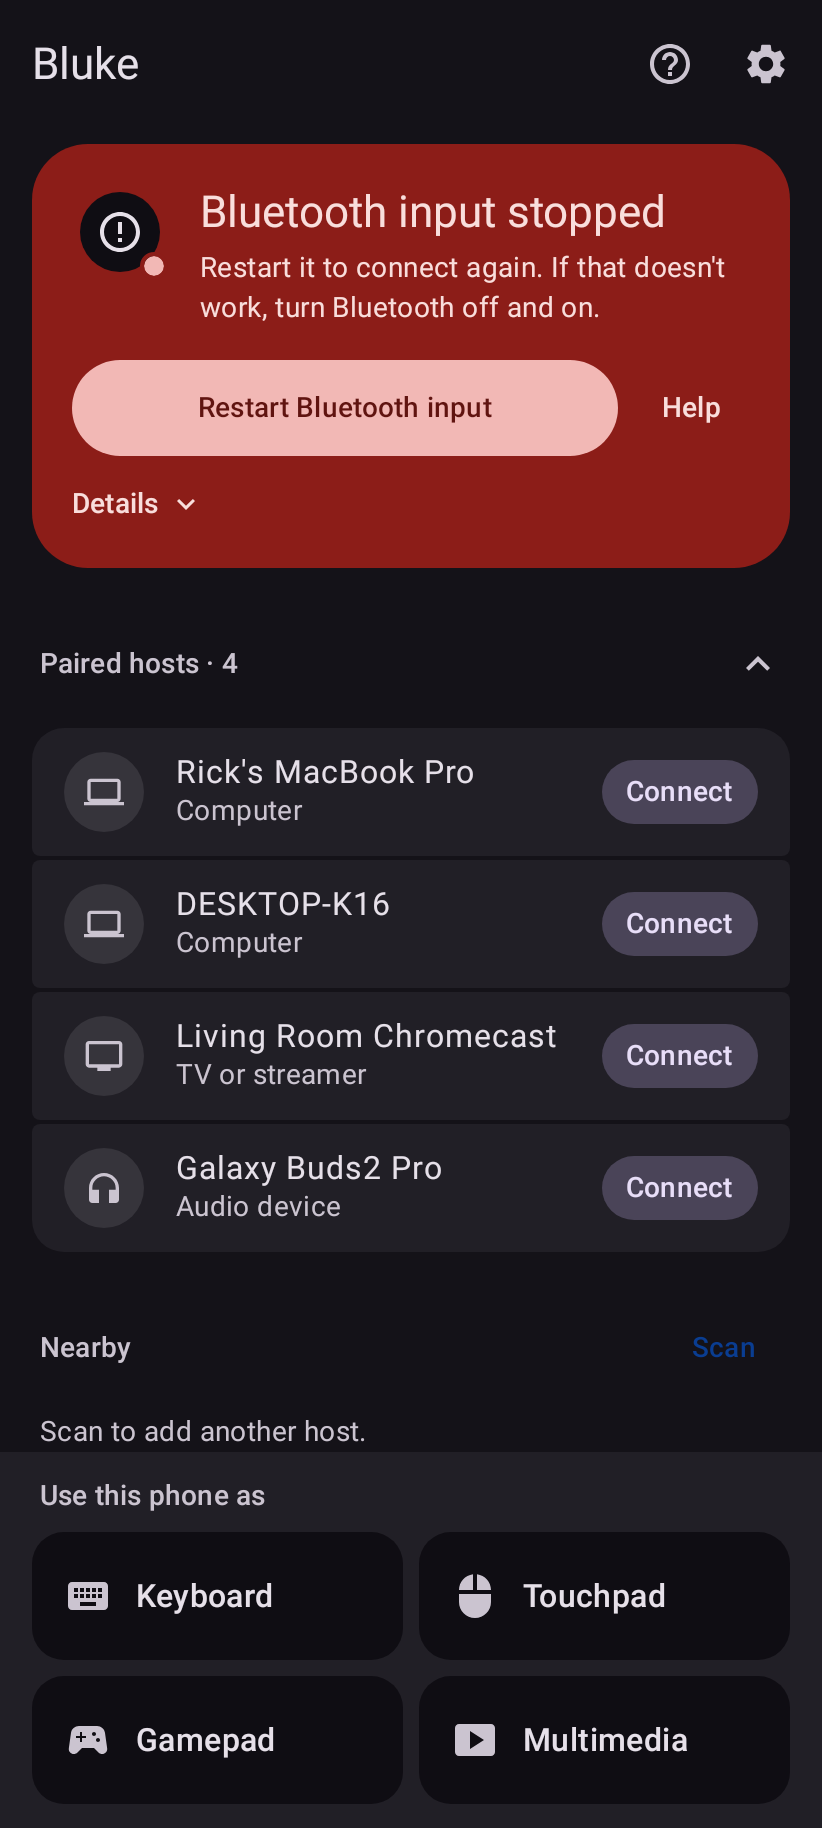 Bluke
Bluetooth input stopped
Restart it to connect again. If that doesn't
work, turn Bluetooth off and on.
Restart Bluetooth input
Help
Details
Paired hosts · 4
Rick's MacBook Pro
Computer
Connect
DESKTOP-K16
Computer
Connect
Living Room Chromecast
TV or streamer
Connect
Galaxy Buds2 Pro
Audio device
Connect
Nearby
Scan
Scan to add another host.
Use this phone as
Keyboard
Touchpad
Gamepad
Multimedia